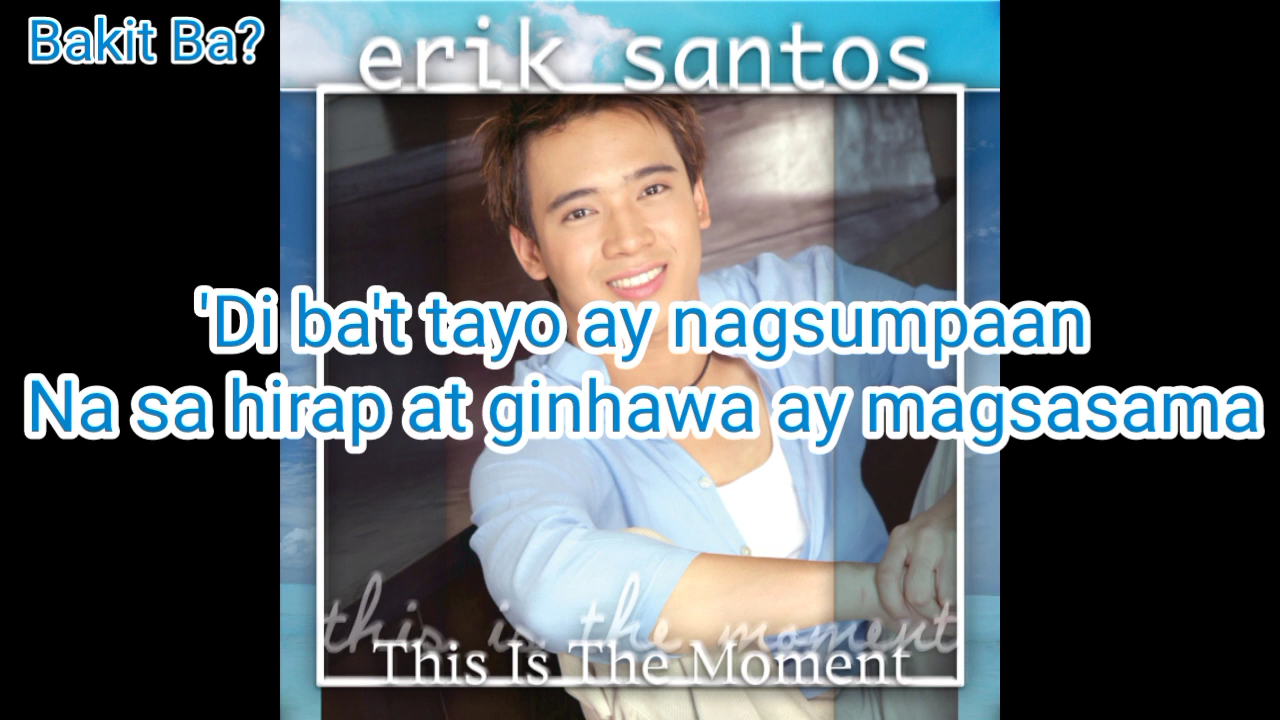 Bakit Ba?
erik santos
'Di ba't tayo ay nagsumpaan
Na sa hirap at ginhawa ay magsasama
this is the moment
This Is The Moment